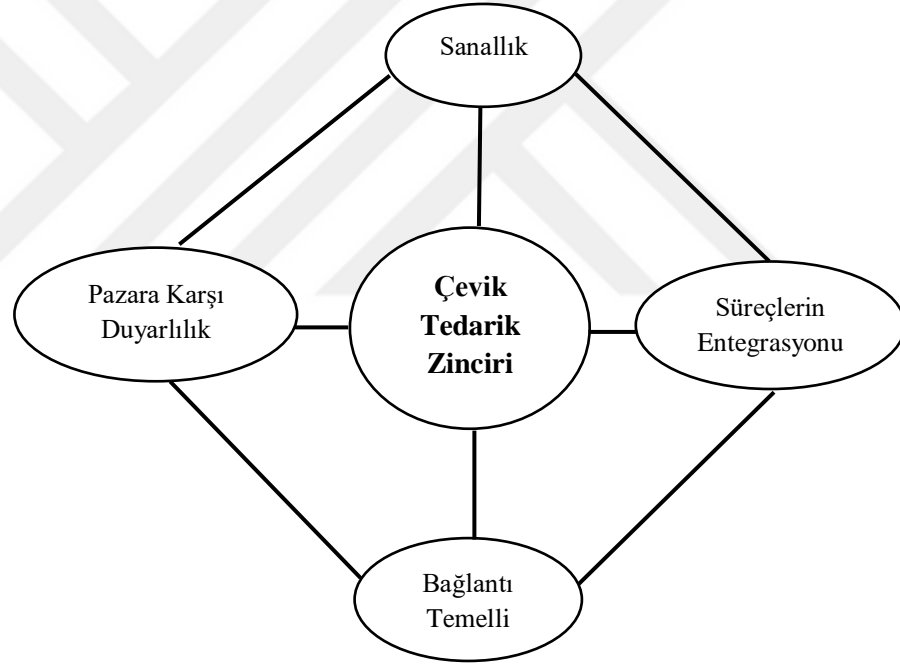 Sanallık
Pazara Karşı
Duyarlılık
Çevik
Tedarik
Zinciri
Süreçlerin
Entegrasyonu
Bağlantı
Temelli